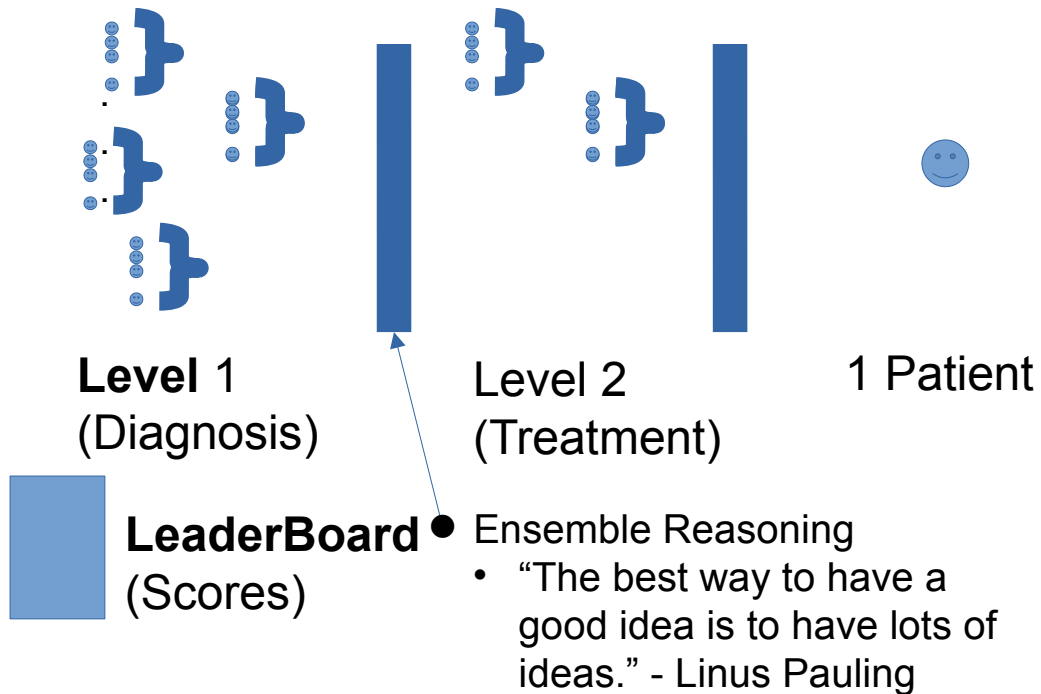 Level 1
(Diagnosis)
Level 2
(Treatment)
1 Patient
LeaderBoard
(Scores)
Ensemble Reasoning
• “The best way to have a
good idea is to have lots of
ideas.” - Linus Pauling